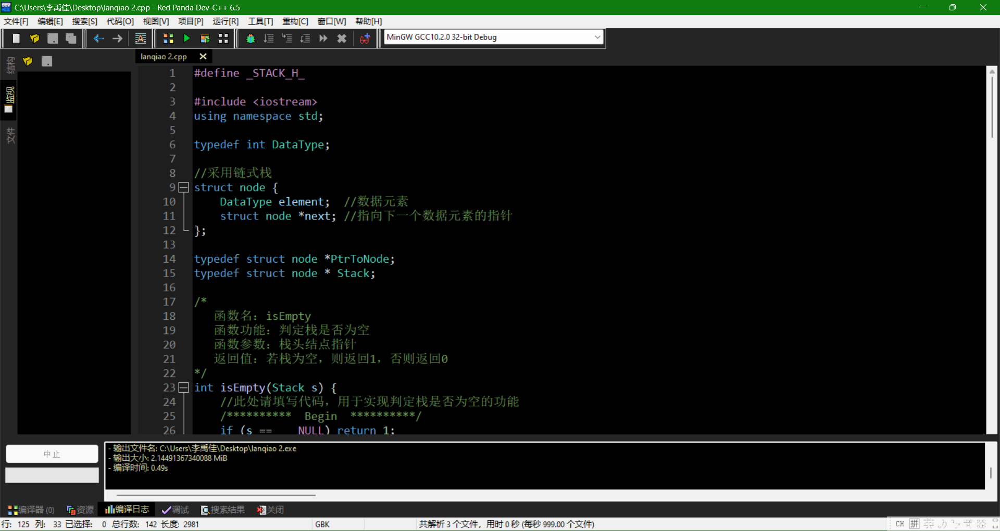 C:\Users\李禹佳\Desktop\lanqiao 2.cpp - Red Panda Dev-C++ 6.5
文件[F] 编辑[E] 搜索[S] 代码[O] 视图[V] 项目[P] 运行[R] 工具[T] 重构[C] 窗口[W] 帮助[H]
MinGW GCC10.2.0 32-bit Debug
结构
监视
文件
lanqiao 2.cpp
1 #define _STACK_H_
2
3 #include <iostream>
4 using namespace std;
5
6 typedef int DataType;
7
8 //采用链式栈
9 struct node {
10 DataType element; //数据元素
11 struct node *next; //指向下一个数据元素的指针
12 };
13
14 typedef struct node *PtrToNode;
15 typedef struct node * Stack;
16
17 /*
18 函数名: isEmpty
19 函数功能: 判定栈是否为空
20 函数参数: 栈头结点指针
21 返回值: 若栈为空, 则返回1, 否则返回0
22 */
23 int isEmpty(Stack s) {
24 //此处请填写代码, 用于实现判定栈是否为空的功能
25 /********** Begin **********/
26 if (s == NULL) return 1;
中止
- 输出文件名: C:\Users\李禹佳\Desktop\lanqiao 2.exe
- 输出大小: 2.14491367340088 MiB
- 编译时间: 0.49s
编译器 (0) 资源 编译日志 调试 搜索结果 关闭
行: 125 列: 33 已选择: 0 总行数: 142 长度: 2981 GBK 共解析 3 个文件, 用时 0 秒 (每秒 999.00 个文件)
CH 拼 英